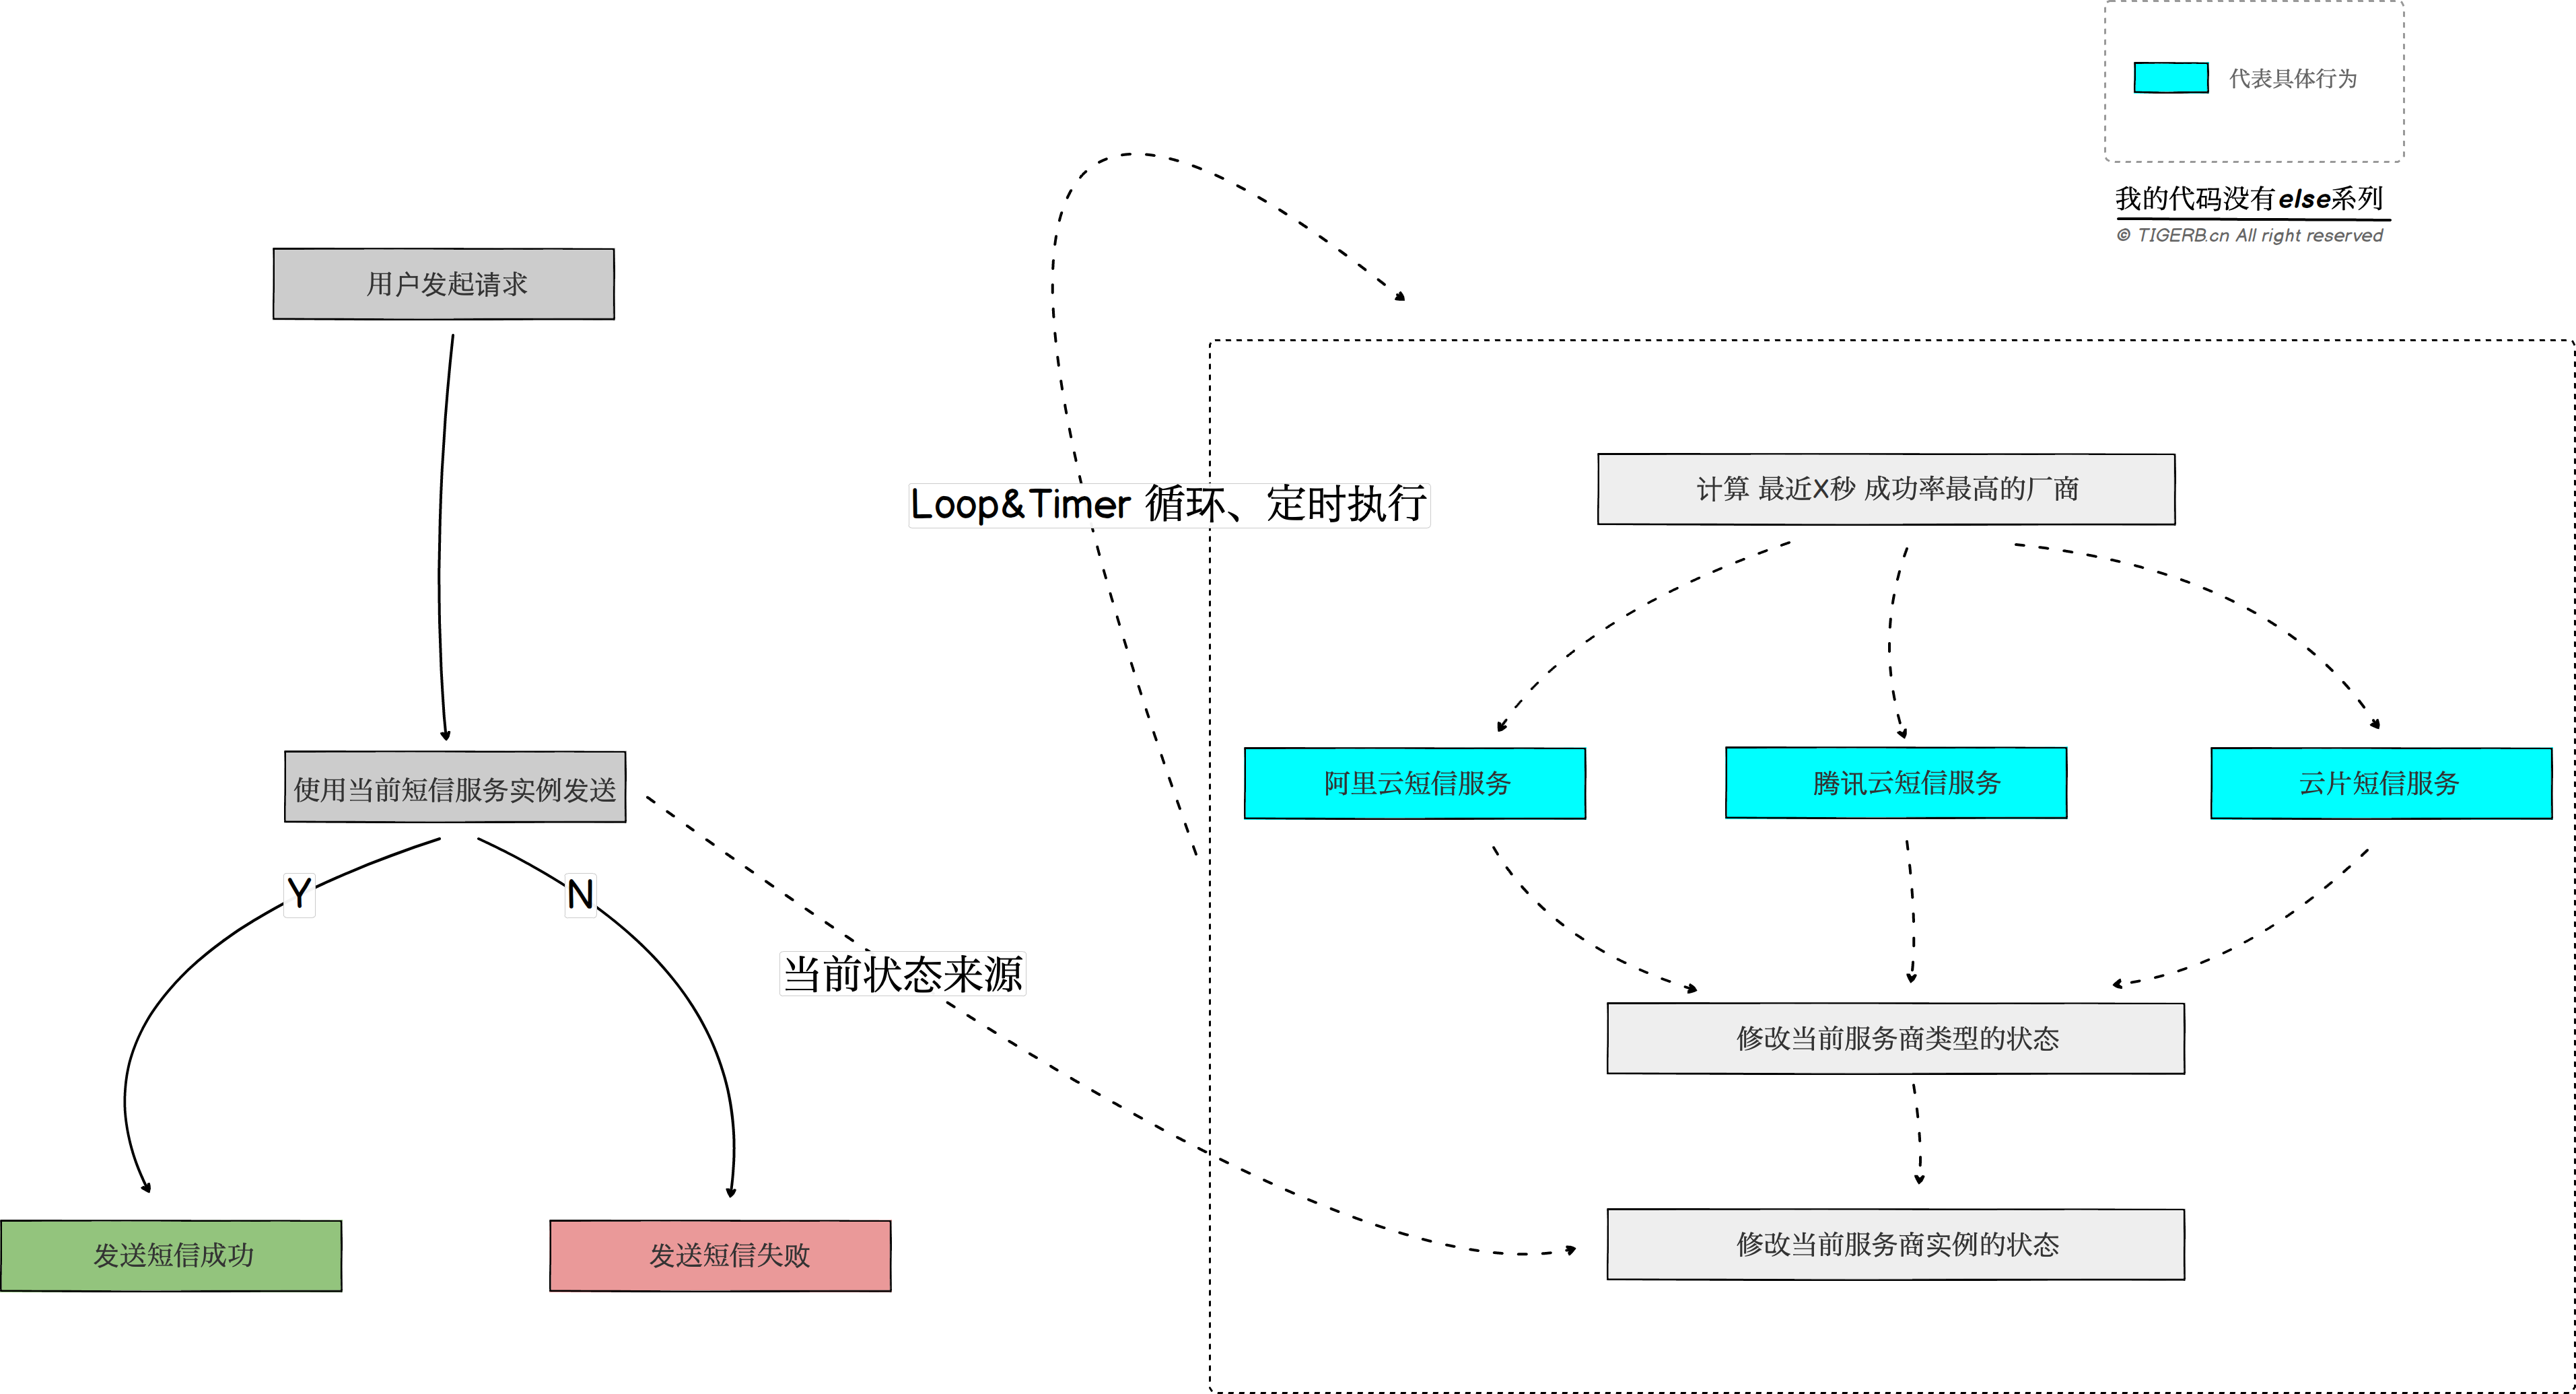 代表具体行为
我的代码没有else系列
© TIGERB.cn All right reserved
用户发起请求
Loop&Timer 循环、定时执行
计算 最近X秒 成功率最高的厂商
使用当前短信服务实例发送
阿里云短信服务
腾讯云短信服务
云片短信服务
Y
N
当前状态来源
修改当前服务商类型的状态
发送短信成功
发送短信失败
修改当前服务商实例的状态